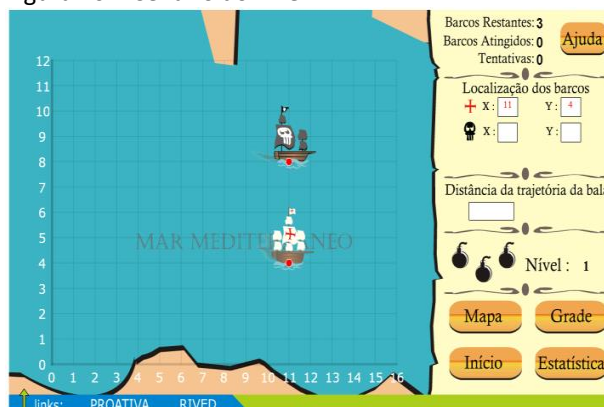 12
11
10
9
8
7
6
5
4
3
2
1
0
0 1 2 3 4 5 6 7 8 9 10 11 12 13 14 15 16
MAR MEDITERRANEO
links: PROATIVA RIVED
Barcos Restantes: 3
Barcos Atingidos: 0
Tentativas: 0
Ajuda
Localização dos barcos
X: 11 Y: 4
X: Y:
Distância da trajetória da bala
Nível : 1
Mapa Grade
Início Estatística